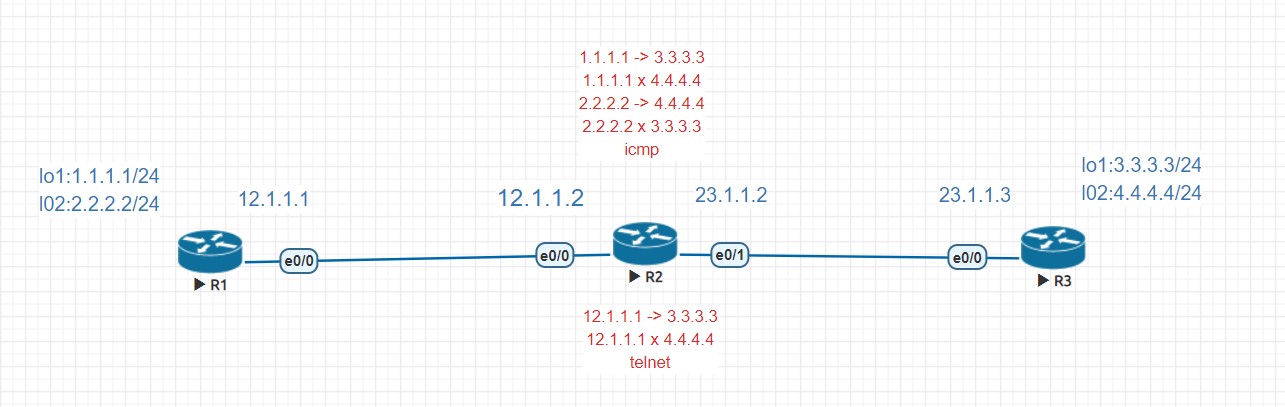 1.1.1.1 -> 3.3.3.3
1.1.1.1 x 4.4.4.4
2.2.2.2 -> 4.4.4.4
2.2.2.2 x 3.3.3.3
icmp
lo1:1.1.1.1/24
l02:2.2.2.2/24
12.1.1.1
12.1.1.2
23.1.1.2
23.1.1.3
lo1:3.3.3.3/24
l02:4.4.4.4/24
e0/0
e0/0
e0/1
e0/0
R1
R2
R3
12.1.1.1 -> 3.3.3.3
12.1.1.1 x 4.4.4.4
telnet